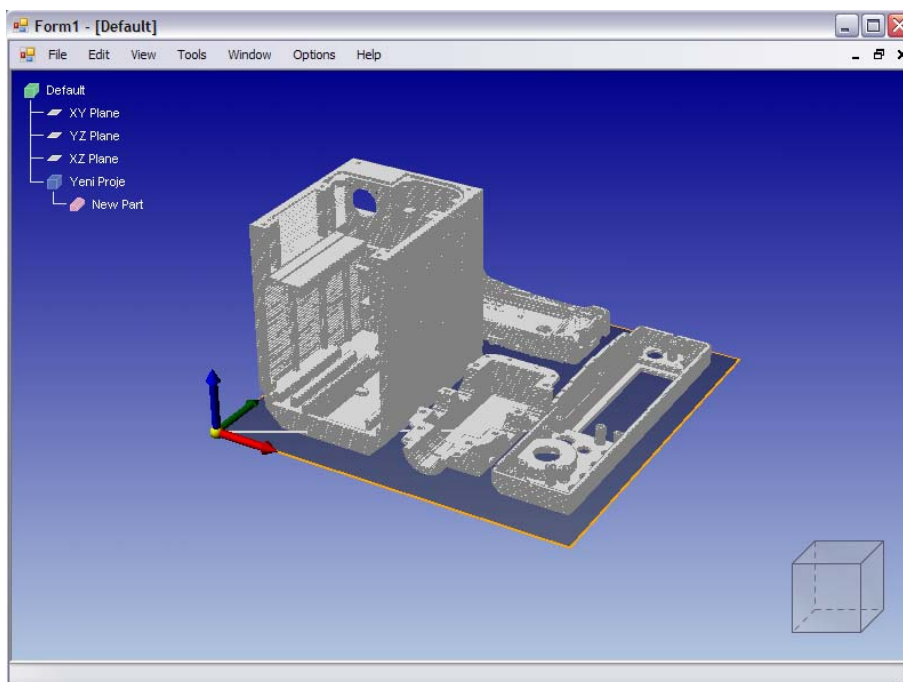 Form1 - [Default]
File Edit View Tools Window Options Help
Default
XY Plane
YZ Plane
XZ Plane
Yeni Proje
New Part